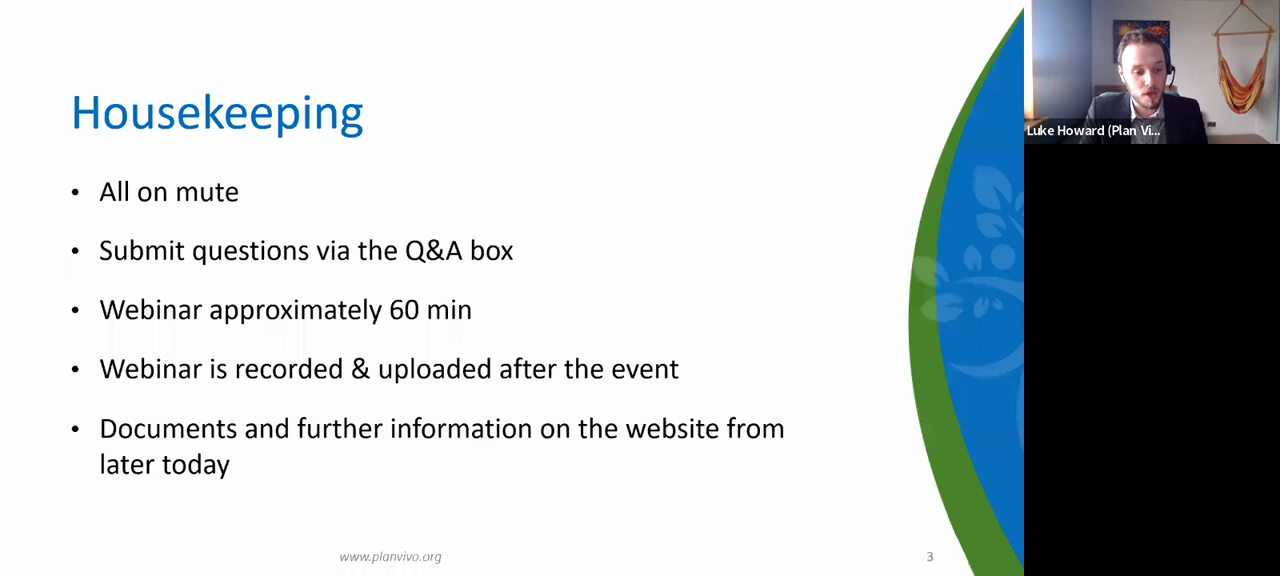 Housekeeping
• All on mute
• Submit questions via the Q&A box
• Webinar approximately 60 min
• Webinar is recorded & uploaded after the event
• Documents and further information on the website from
later today
www.planvivo.org
3
Luke Howard (Plan Vi...